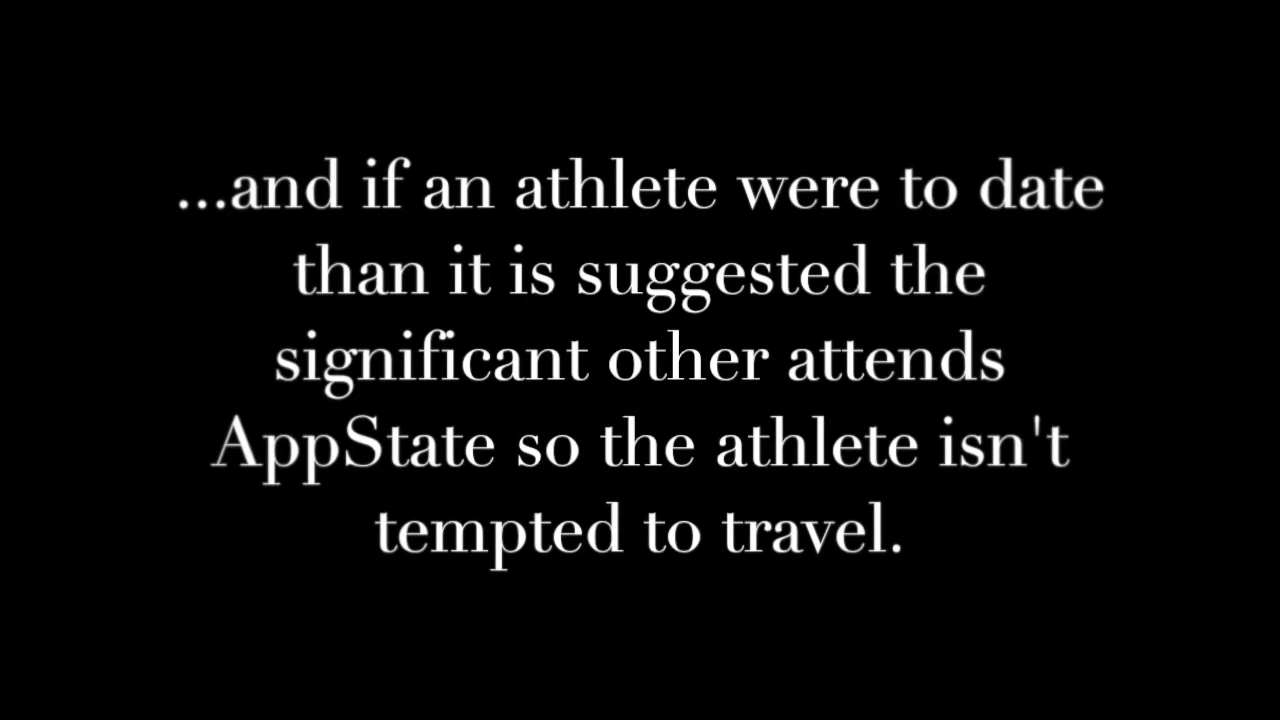 ...and if an athlete were to date
than it is suggested the
significant other attends
AppState so the athlete isn't
tempted to travel.